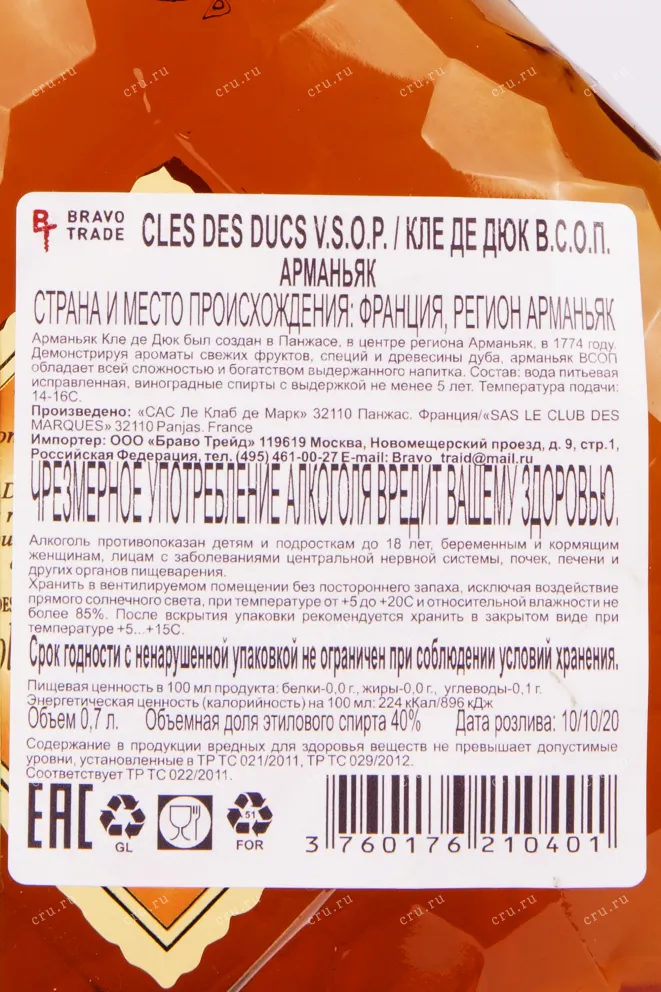 BRAVO
TRADE
CLES DES DUCS V.S.O.P. / КЛЕ ДЕ ДЮК В.С.О.П.
АРМАНЬЯК
СТРАНА И МЕСТО ПРОИСХОЖДЕНИЯ: ФРАНЦИЯ, РЕГИОН АРМАНЬЯК
Арманьяк Кле де Дюк был создан в Панжасе, в центре региона Арманьяк. в 1774 году.
Демонстрируя ароматы свежих фруктов, специй и древесины дуба, арманьяк ВСОП
обладает всей сложностью и богатством выдержанного напитка. Состав: вода питьевая
исправленная, виноградные спирты с выдержкой не менее 5 лет. Температура подачи:
14-16С.
Произведено: «САС Ле Клаб де Марк» 32110 Панжас. Франция/«SAS LE CLUB DES
MARQUES» 32110 Panjas. France
Импортер: ООО «Браво Трейд» 119619 Москва, Новомещерский проезд, д. 9, стр.1,
Российская Федерация, тел. (495) 461-00-27 E-mail: Bravo_traid@mail.ru
ЧРЕЗМЕРНОЕ УПОТРЕБЛЕНИЕ АЛКОГОЛЯ ВРЕДИТ ВАШЕМУ ЗДОРОВЬЮ.
Алкоголь противопоказан детям и подросткам до 18 лет, беременным и кормящим
женщинам, лицам с заболеваниями центральной нервной системы, почек, печени и
других органов пищеварения.
Хранить в вентилируемом помещении без постороннего запаха, исключая воздействие
прямого солнечного света, при температуре от +5 до +20С и относительной влажности не
более 85%. После вскрытия упаковки рекомендуется хранить в закрытом виде при
температуре +5...+15С.
Срок годности с ненарушенной упаковкой не ограничен при соблюдении условий хранения.
Пищевая ценность в 100 мл продукта: белки-0,0 г., жиры-0,0 г., углеводы-0,1 г.
Энергетическая ценность (калорийность) на 100 мл: 224 кКал/896 кДж
Объем 0,7 л. Объемная доля этилового спирта 40% Дата розлива: 10/10/20
Содержание в продукции вредных для здоровья веществ не превышает допустимые
уровни, установленные в ТР ТС 021/2011, ТР ТС 029/2012.
Соответствует ТР ТС 022/2011.
EAC
GL
51
FOR
3 760176 210401